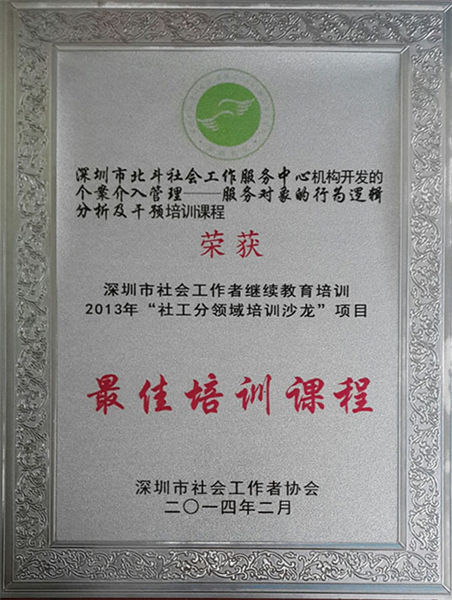 深圳市北斗社会工作服务中心机构开发的
个案介入管理——服务对象的行为逻辑
分析及干预培训课程
荣获
深圳市社会工作者继续教育培训
2013年“社工分领域培训沙龙”项目
最佳培训课程
深圳市社会工作者协会
二〇一四年二月